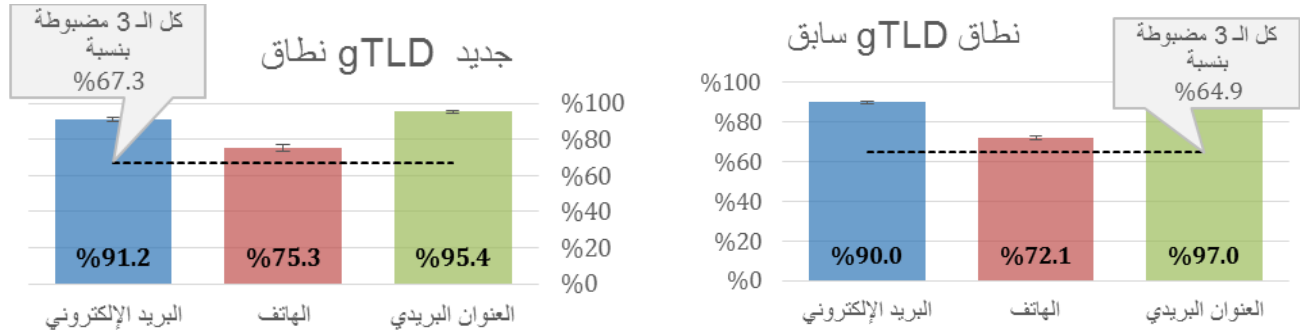 كل الـ 3 مضبوطة
بنسبة
%64.9
نطاق gTLD سابق
%100
%80
%60
%40
%20
%0
%97.0
%72.1
%90.0
العنوان البريدي
الهاتف
البريد الإلكتروني
كل الـ 3 مضبوطة
بنسبة
%67.3
جديد gTLD نطاق
%100
%80
%60
%40
%20
%0
%95.4
%75.3
%91.2
العنوان البريدي
الهاتف
البريد الإلكتروني